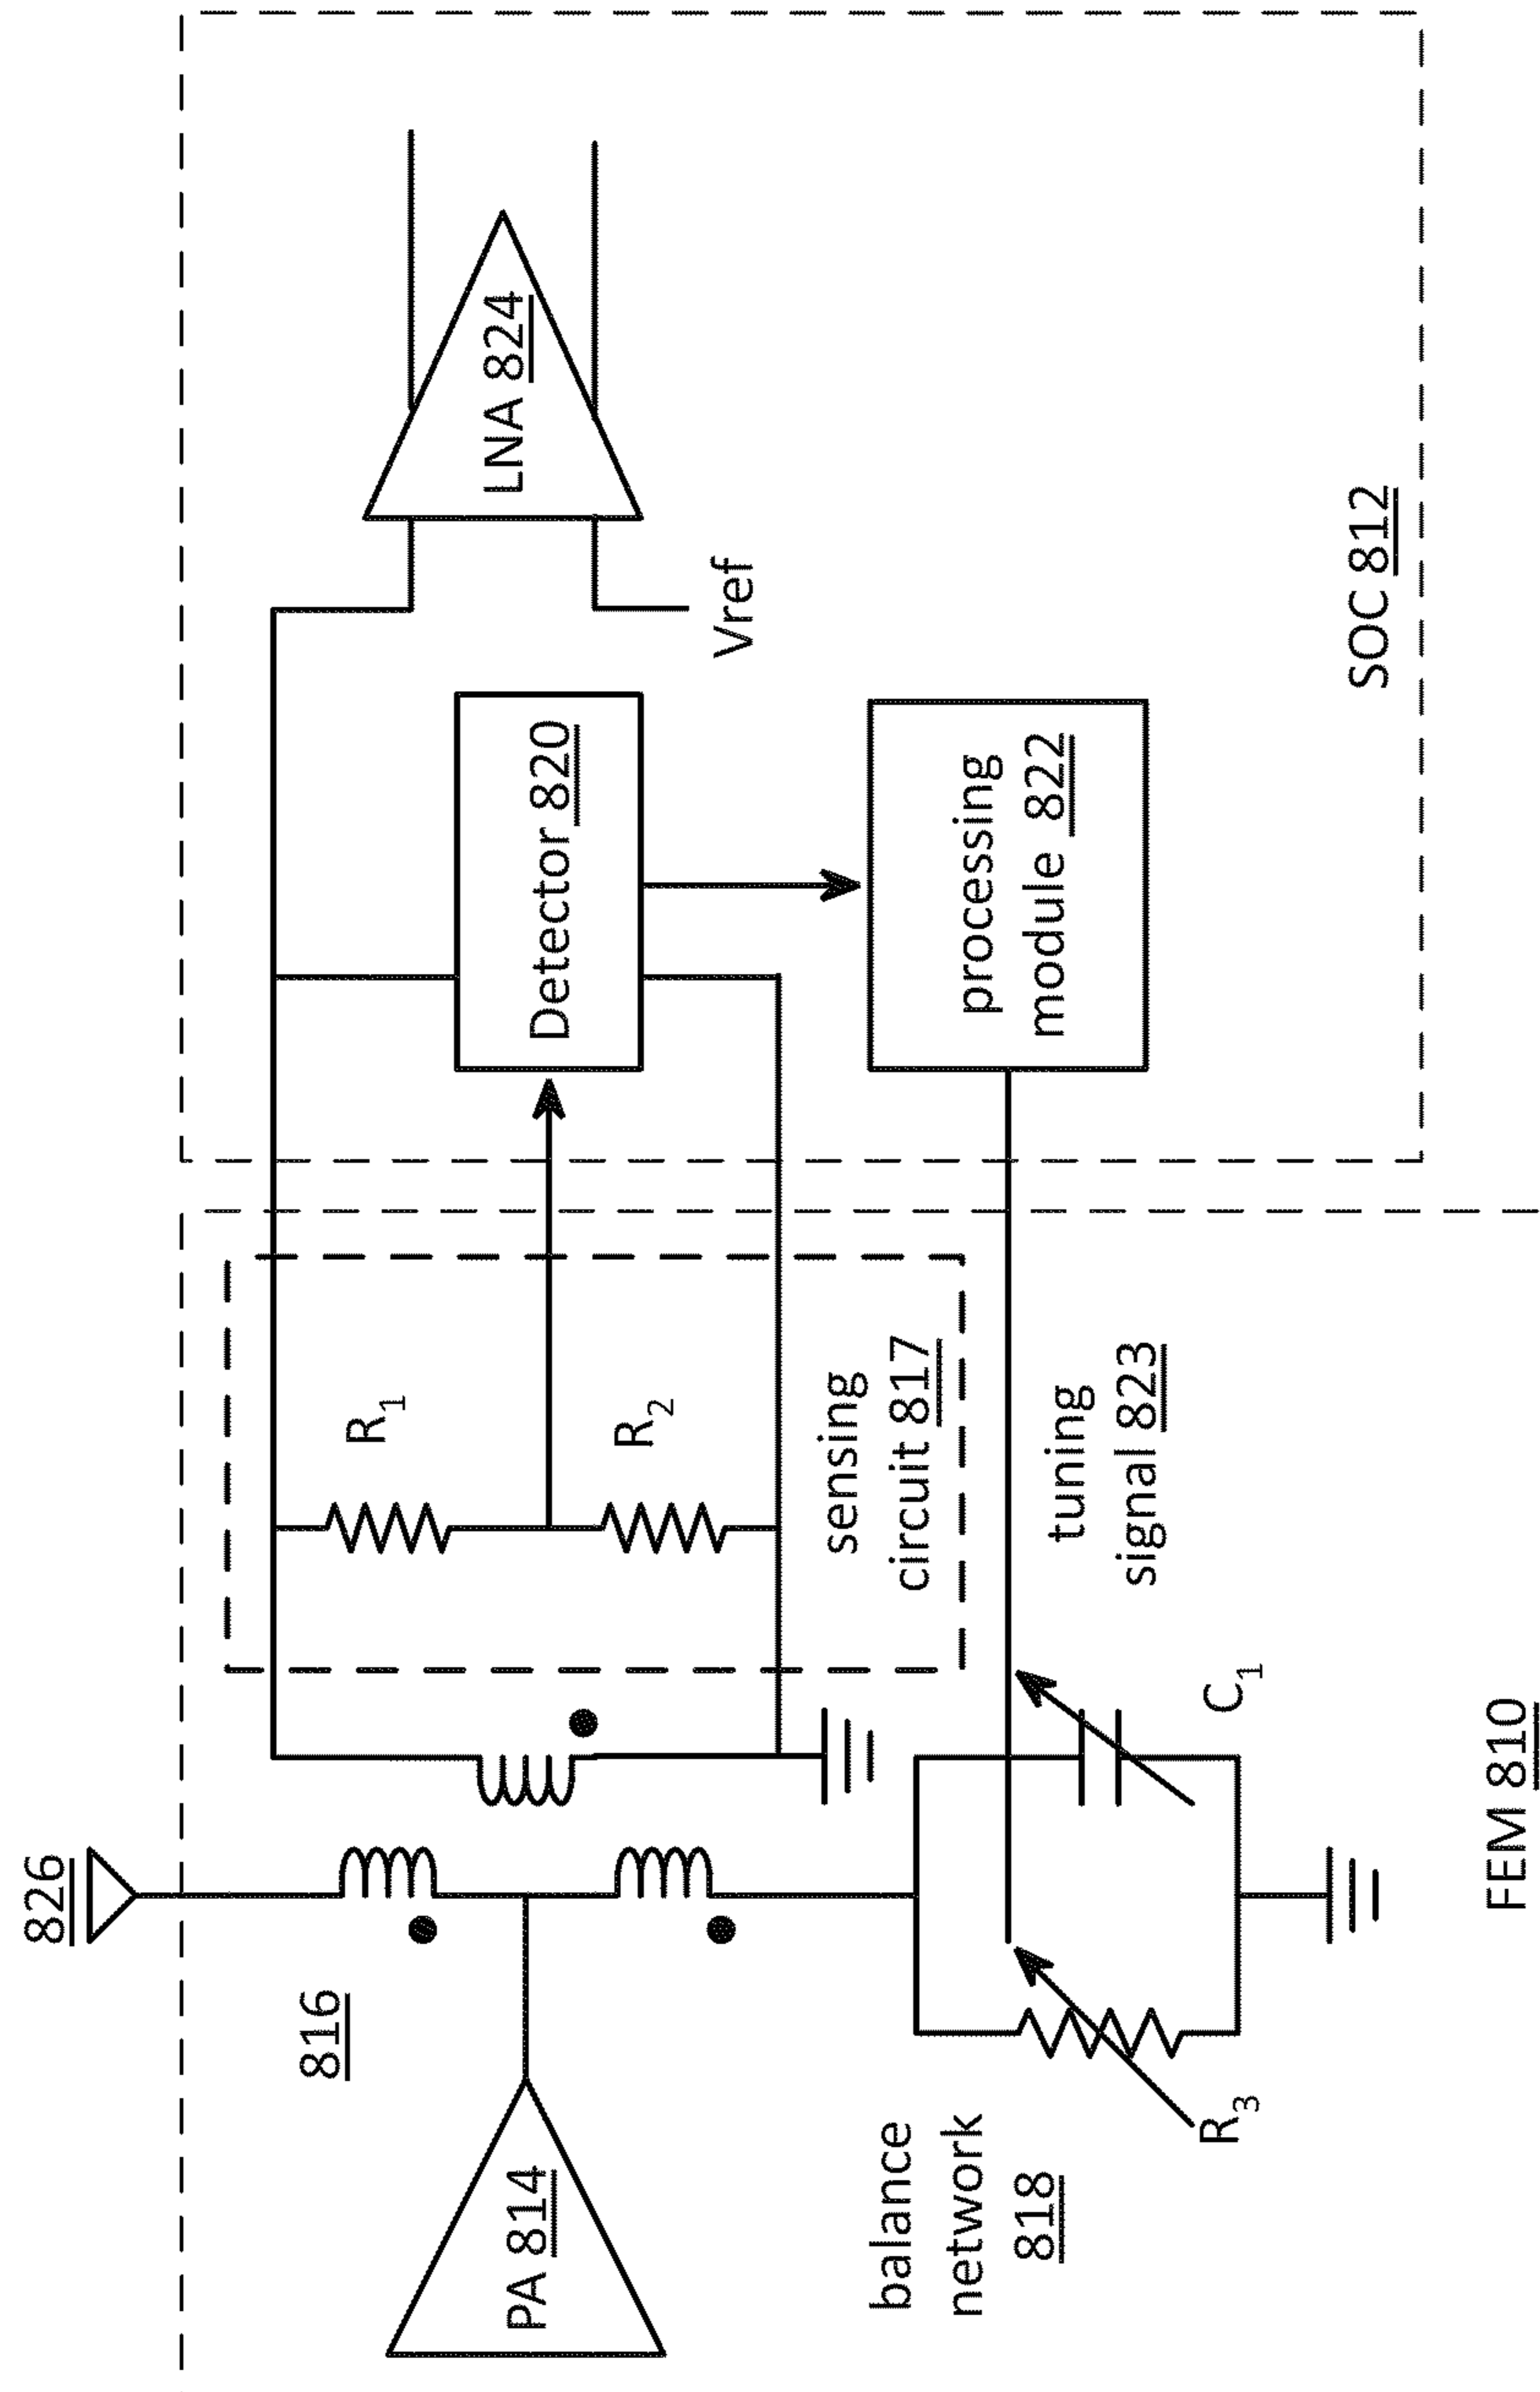 826
816
PA 814
balance
network
818
R3
C1
FEM 810
R1
R2
sensing
circuit 817
tuning
signal 823
Detector 820
processing
module 822
Vref
LNA 824
SOC 812